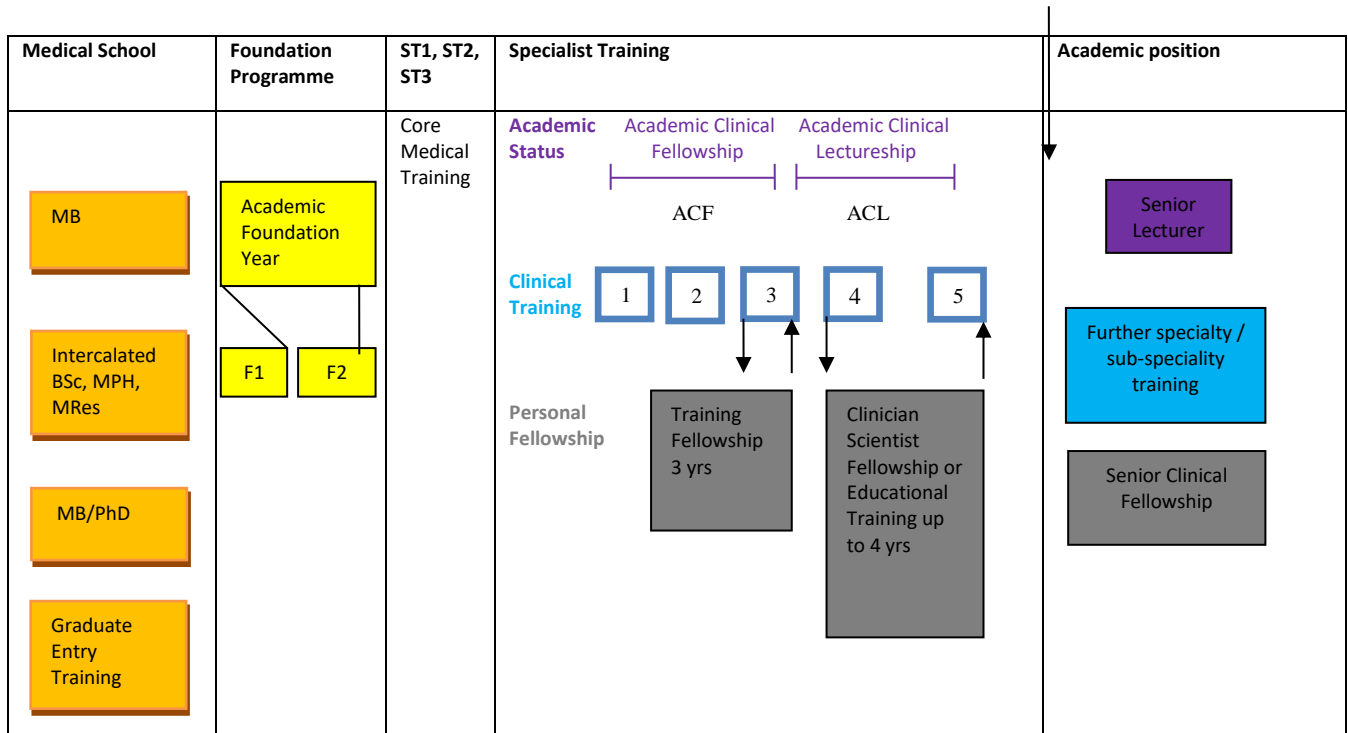 Medical School
Foundation
Programme
ST1, ST2,
ST3
Specialist Training
Academic position
MB
Intercalated
BSc, MPH,
MRes
MB/PhD
Graduate
Entry
Training
Academic
Foundation
Year
F1
F2
Core
Medical
Training
Academic
Status
Academic Clinical
Fellowship
Academic Clinical
Lectureship
ACF
ACL
Clinical
Training
1
2
3
4
5
Personal
Fellowship
Training
Fellowship
3 yrs
Clinician
Scientist
Fellowship or
Educational
Training up
to 4 yrs
Senior
Lecturer
Further specialty /
sub-speciality
training
Senior Clinical
Fellowship